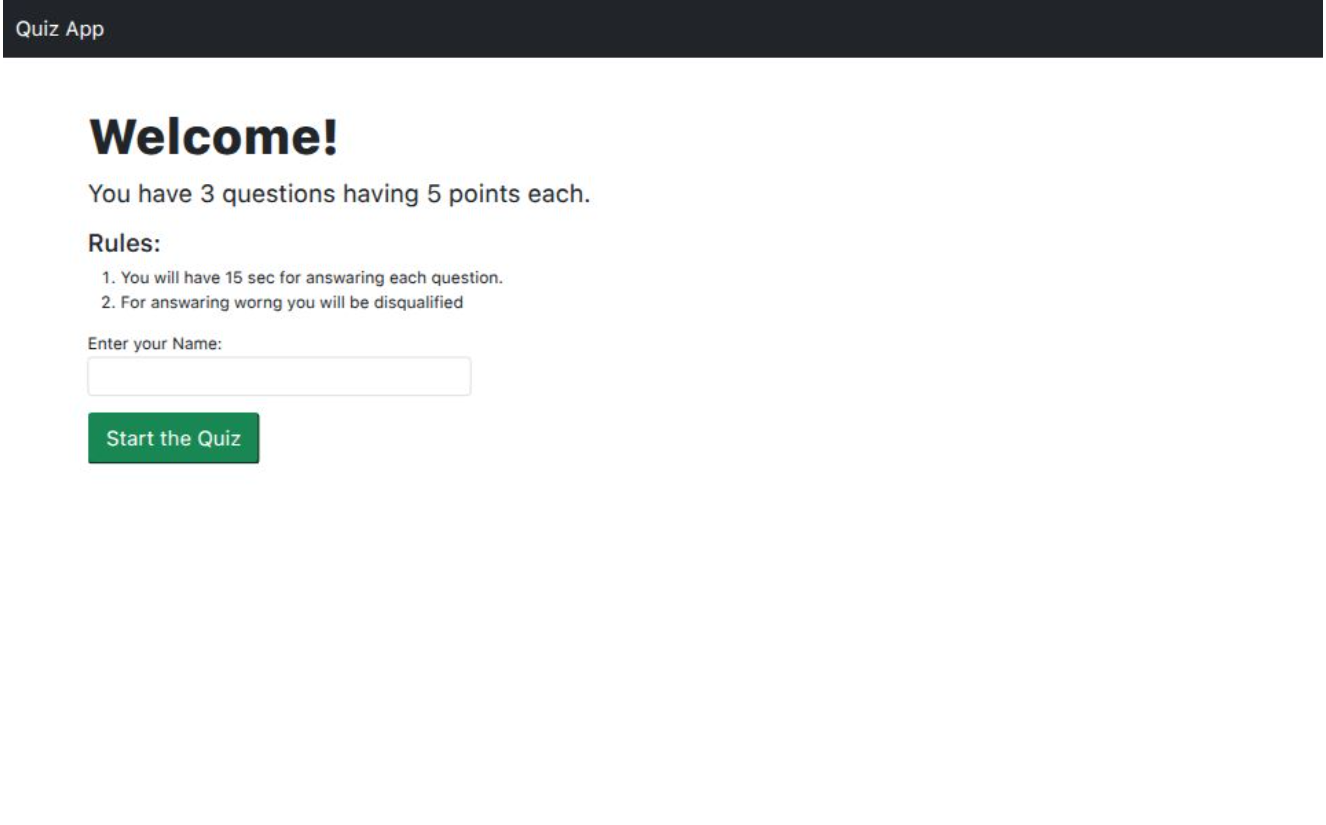 Quiz App
Welcome!
You have 3 questions having 5 points each.
Rules:
1. You will have 15 sec for answaring each question.
2. For answaring worng you will be disqualified
Enter your Name:
Start the Quiz